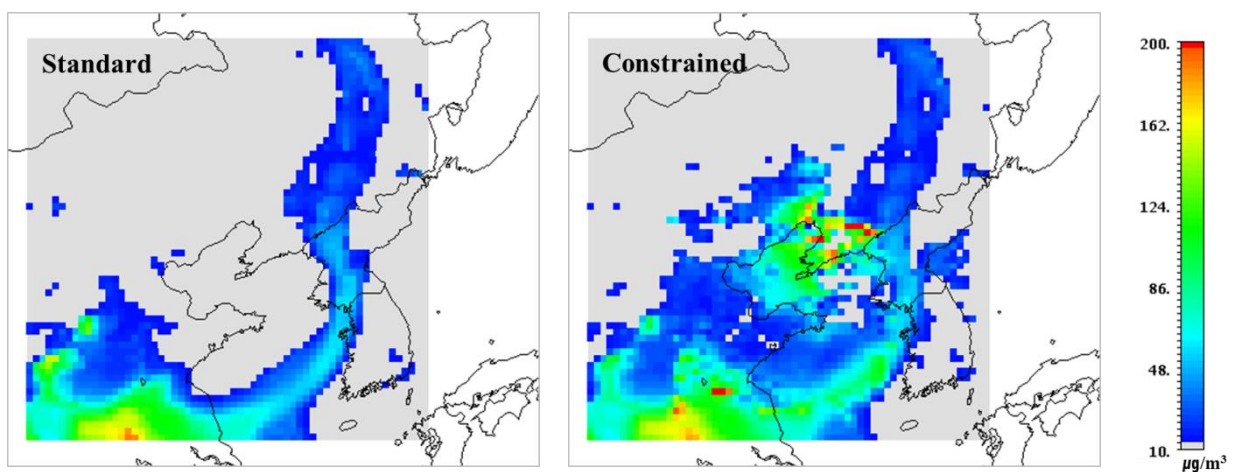 Standard
Constrained
200.
162.
124.
86.
48.
10.
µg/m³